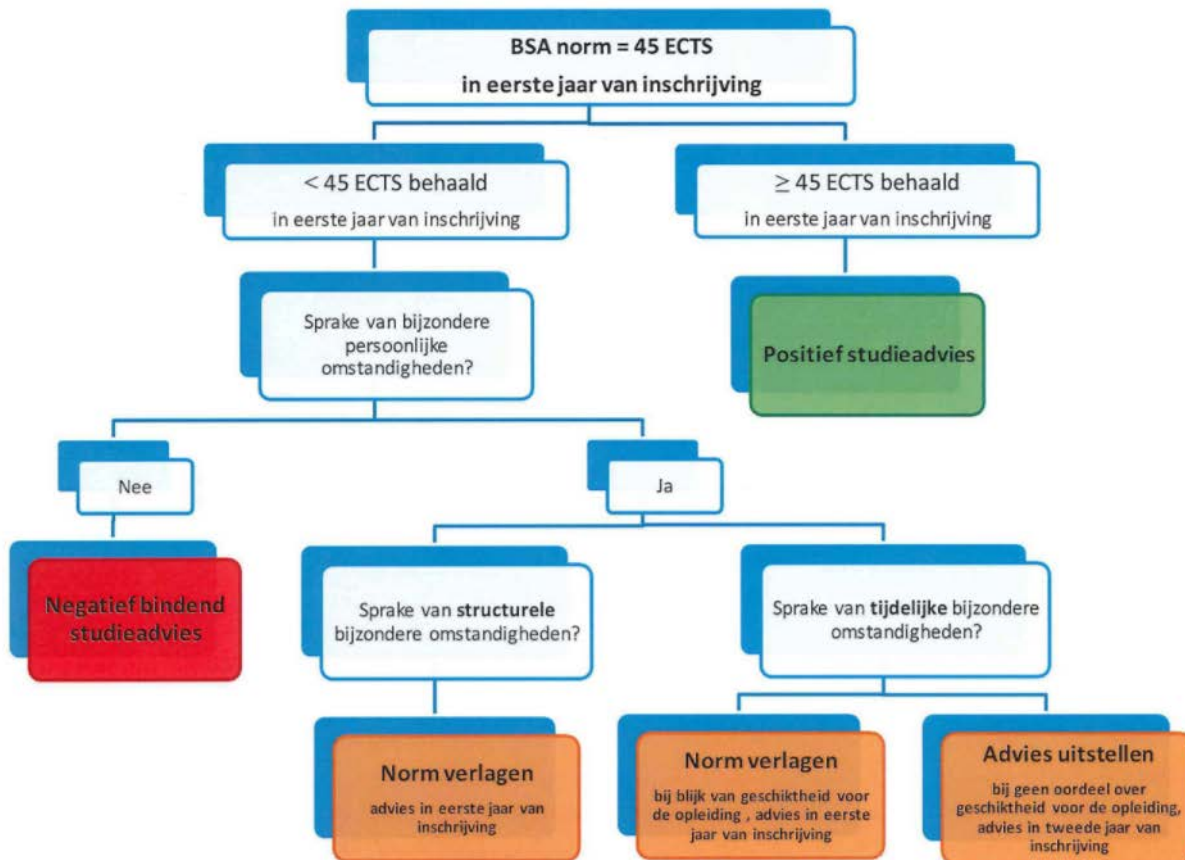 BSA norm = 45 ECTS
in eerste jaar van inschrijving
< 45 ECTS behaald
in eerste jaar van inschrijving
≥ 45 ECTS behaald
in eerste jaar van inschrijving
Sprake van bijzondere
persoonlijke
omstandigheden?
Positief studieadvies
Nee
Ja
Negatief bindend
studieadvies
Sprake van structurele
bijzondere omstandigheden?
Sprake van tijdelijke bijzondere
omstandigheden?
Norm verlagen
advies in eerste jaar van
inschrijving
Norm verlagen
bij blijk van geschiktheid voor
de opleiding , advies in eerste
jaar van inschrijving
Advies uitstellen
bij geen oordeel over
geschiktheid voor de opleiding,
advies in tweede jaar van
inschrijving